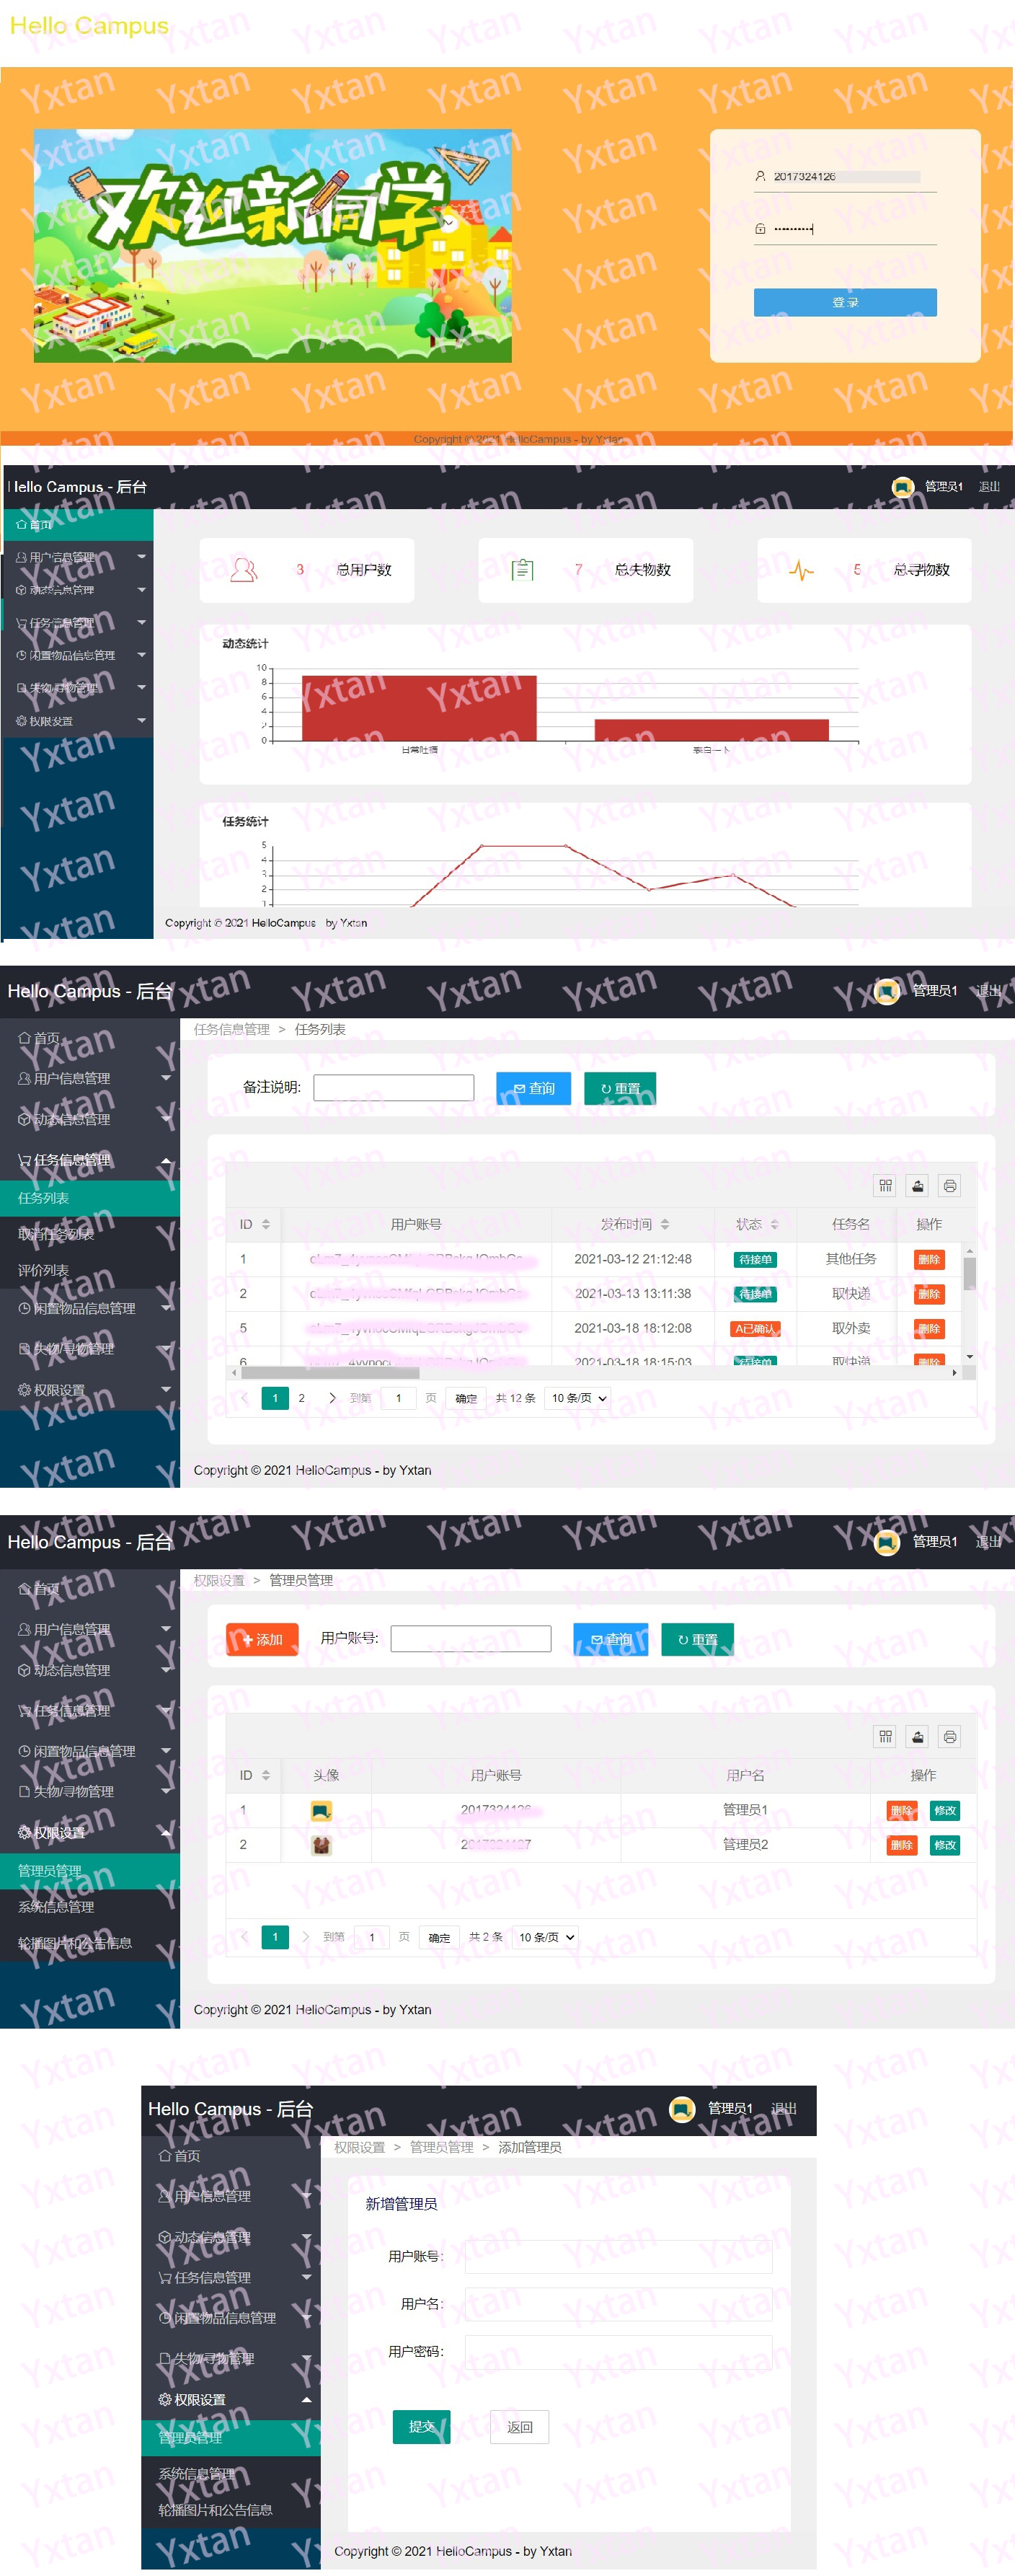 Hello Campus
欢迎新同学
2017324126
登录
Copyright © 2021 HelloCampus - by Yxtan
Hello Campus - 后台
管理员1 退出
首页
用户信息管理
动态信息管理
任务信息管理
闲置物品信息管理
失物/寻物管理
权限设置
3 总用户数
7 总失物数
5 总寻物数
动态统计
10
8
6
4
2
0
日常吐槽
表白一下
任务统计
5
4
3
2
1
Copyright © 2021 HelloCampus - by Yxtan
Hello Campus - 后台
管理员1 退出
首页
用户信息管理
动态信息管理
任务信息管理
任务列表
取消任务列表
评价列表
闲置物品信息管理
失物/寻物管理
权限设置
任务信息管理 > 任务列表
备注说明: 查询 重置
ID 用户账号 发布时间 状态 任务名 操作
1 2021-03-12 21:12:48 待接单 其他任务 删除
2 2021-03-13 13:11:38 待接单 取快递 删除
5 2021-03-18 18:12:08 A已确认 取外卖 删除
6 2021-03-18 18:15:03 待接单 取快递 删除
1 2 到第 1 页 确定 共 12 条 10 条/页
Copyright © 2021 HelloCampus - by Yxtan
Hello Campus - 后台
管理员1 退出
首页
用户信息管理
动态信息管理
任务信息管理
闲置物品信息管理
失物/寻物管理
权限设置
管理员管理
系统信息管理
轮播图片和公告信息
权限设置 > 管理员管理
添加 用户账号: 查询 重置
ID 头像 用户账号 用户名 操作
1 2017324126 管理员1 删除 修改
2 管理员2 删除 修改
1 到第 1 页 确定 共 2 条 10 条/页
Copyright © 2021 HelloCampus - by Yxtan
Hello Campus - 后台
管理员1 退出
首页
用户信息管理
动态信息管理
任务信息管理
闲置物品信息管理
失物/寻物管理
权限设置
管理员管理
系统信息管理
轮播图片和公告信息
权限设置 > 管理员管理 > 添加管理员
新增管理员
用户账号:
用户名:
用户密码:
提交 返回
Copyright © 2021 HelloCampus - by Yxtan
Yxtan